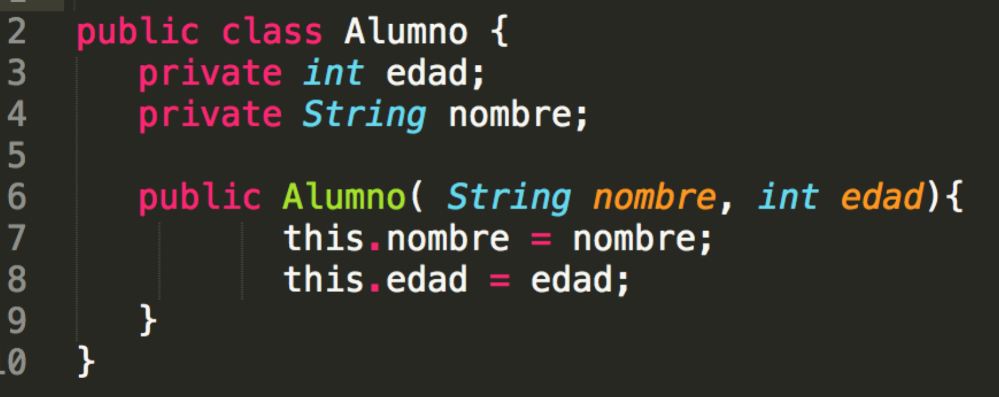 2 public class Alumno {
3 private int edad;
4 private String nombre;
5
6 public Alumno( String nombre, int edad){
7 this.nombre = nombre;
8 this.edad = edad;
9 }
10 }